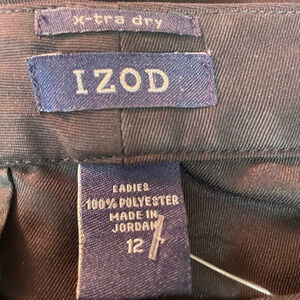 x-tra dry
IZOD
LADIES
100% POLYESTER
MADE IN
JORDAN
12